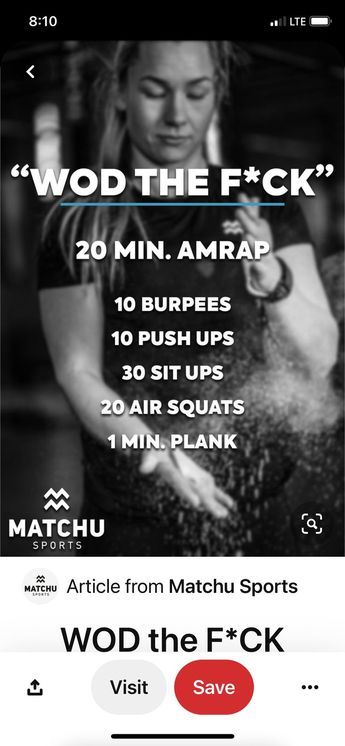 8:10
LTE
“WOD THE F*CK”
20 MIN. AMRAP
10 BURPEES
10 PUSH UPS
30 SIT UPS
20 AIR SQUATS
1 MIN. PLANK
MATCHU
SPORTS
MATCHU
SPORTS
Article from Matchu Sports
WOD the F*CK
Visit
Save